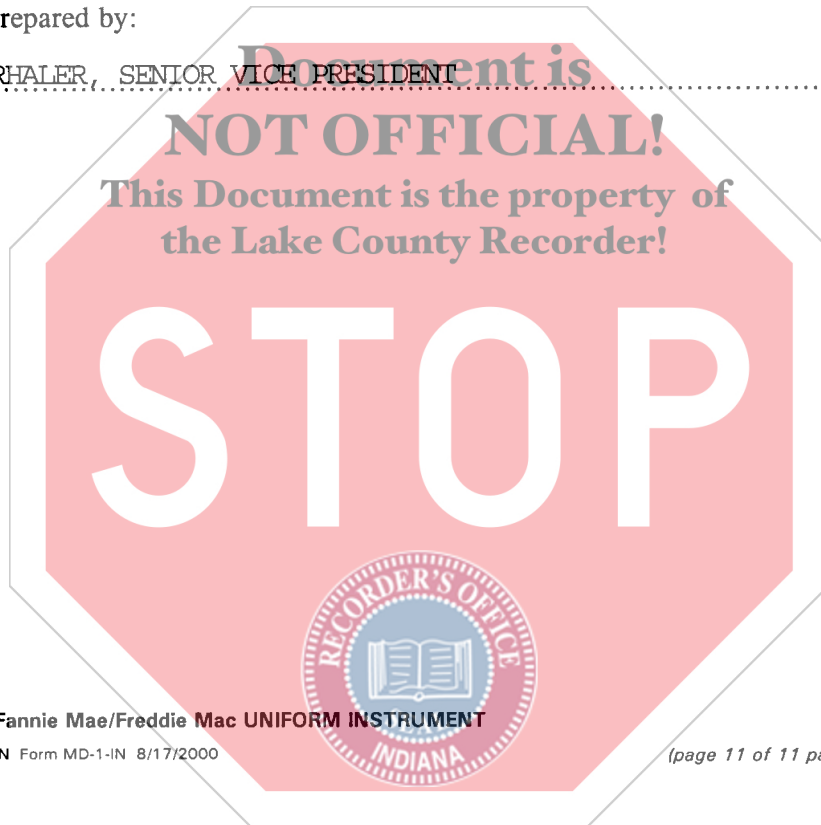 repared by:
RHALER, SENIOR VICE PRESIDENT
Document is
NOT OFFICIAL!
This Document is the property of
the Lake County Recorder!
STOP
RECORDER'S OFFICE
Fannie Mae/Freddie Mac UNIFORM INSTRUMENT
N Form MD-1-IN 8/17/2000
(page 11 of 11 pa
INDIANA